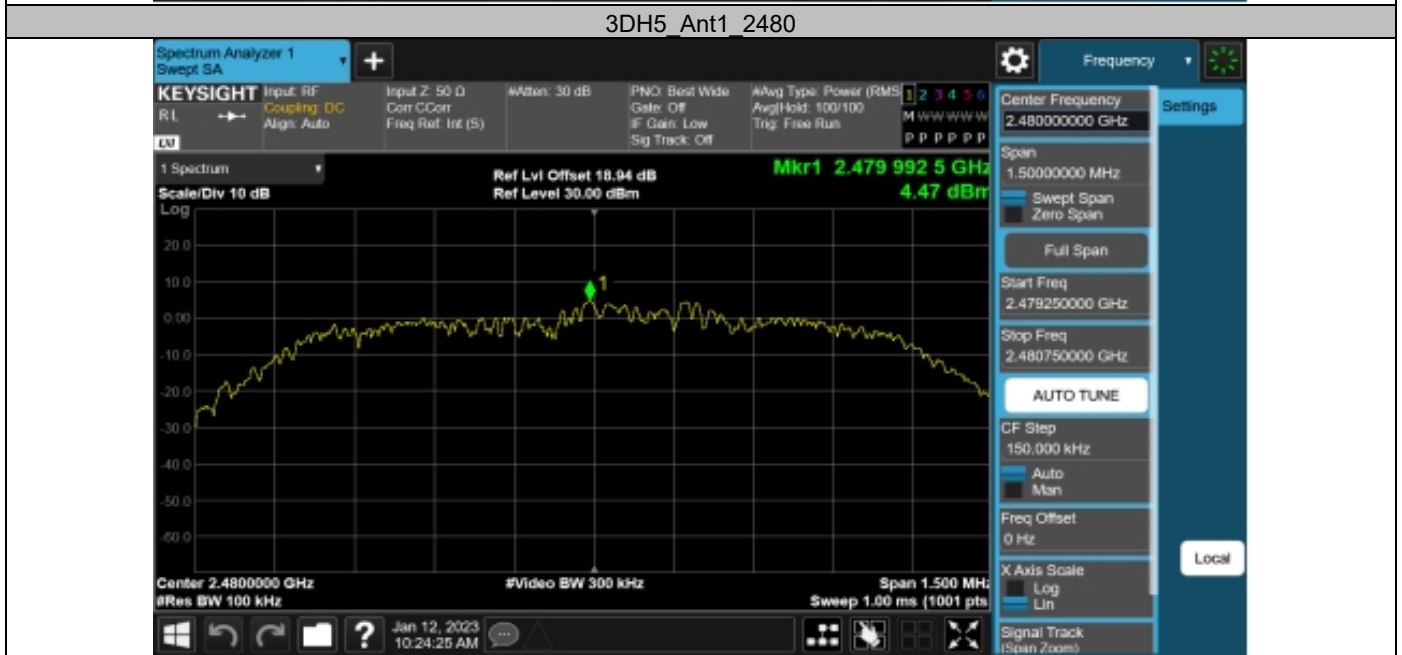 3DH5_Ant1_2480
Spectrum Analyzer 1
Swept SA
+
Frequency
KEYSIGHT
RL
LXI
Input: RF
Coupling: DC
Align: Auto
Input Z: 50 Ω
Corr CCorr
Freq Ref: Int (S)
#Atten: 30 dB
PNO: Best Wide
Gate: Off
IF Gain: Low
Sig Track: Off
#Avg Type: Power (RMS
Avg|Hold: 100/100
Trig: Free Run
1 2 3 4 5 6
M W W W W W
P P P P P P
Center Frequency
2.480000000 GHz
Settings
1 Spectrum
Scale/Div 10 dB
Ref Lvl Offset 18.94 dB
Ref Level 30.00 dBm
Mkr1 2.479 992 5 GHz
4.47 dBm
Span
1.50000000 MHz
Swept Span
Zero Span
Full Span
Log
20.0
10.0
0.00
-10.0
-20.0
-30.0
-40.0
-50.0
-60.0
1
Start Freq
2.479250000 GHz
Stop Freq
2.480750000 GHz
AUTO TUNE
CF Step
150.000 kHz
Auto
Man
Freq Offset
0 Hz
Local
X Axis Scale
Log
Lin
Signal Track
(Span Zoom)
Center 2.4800000 GHz
#Res BW 100 kHz
#Video BW 300 kHz
Span 1.500 MHz
Sweep 1.00 ms (1001 pts
?
Jan 12, 2023
10:24:25 AM